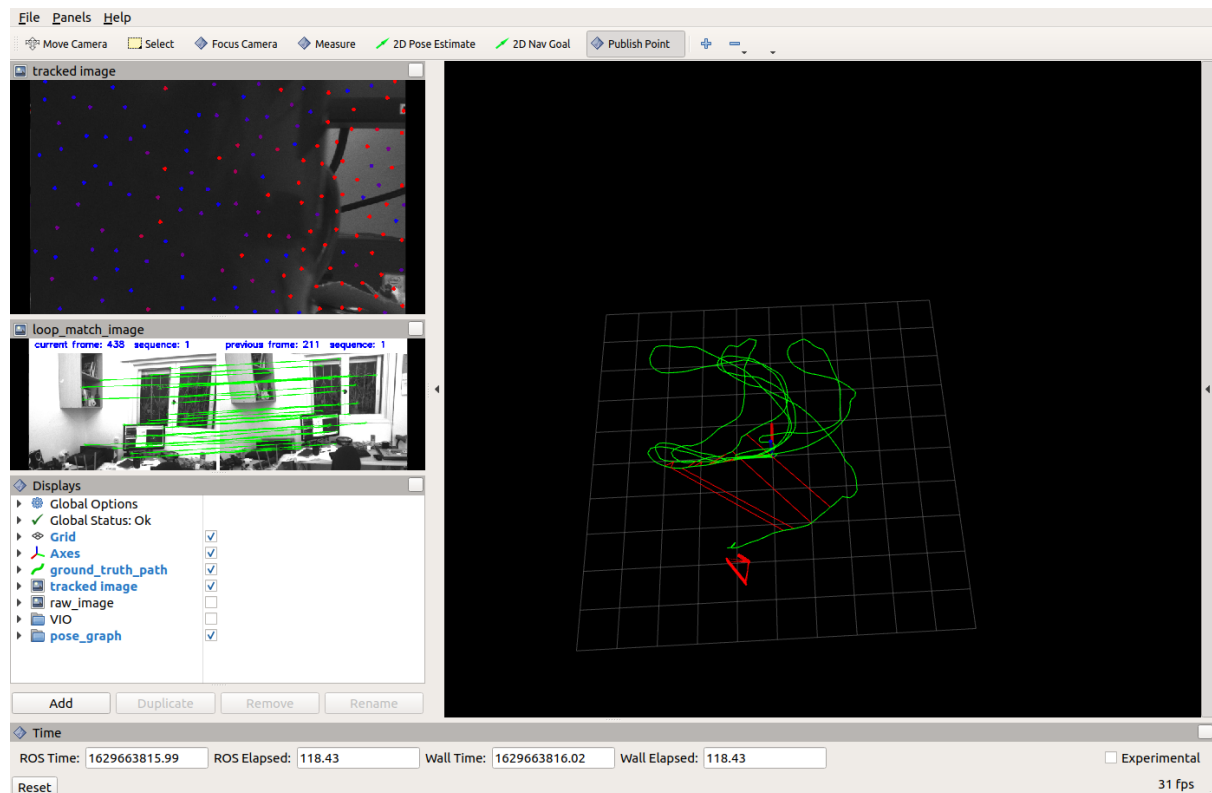 File Panels Help
Move Camera Select Focus Camera Measure 2D Pose Estimate 2D Nav Goal Publish Point
tracked image
loop_match_image
current frame: 438 sequence: 1 previous frame: 211 sequence: 1
Displays
Global Options
Global Status: Ok
Grid
Axes
ground_truth_path
tracked image
raw_image
VIO
pose_graph
Add Duplicate Remove Rename
Time
ROS Time: 1629663815.99 ROS Elapsed: 118.43 Wall Time: 1629663816.02 Wall Elapsed: 118.43 Experimental
Reset 31 fps